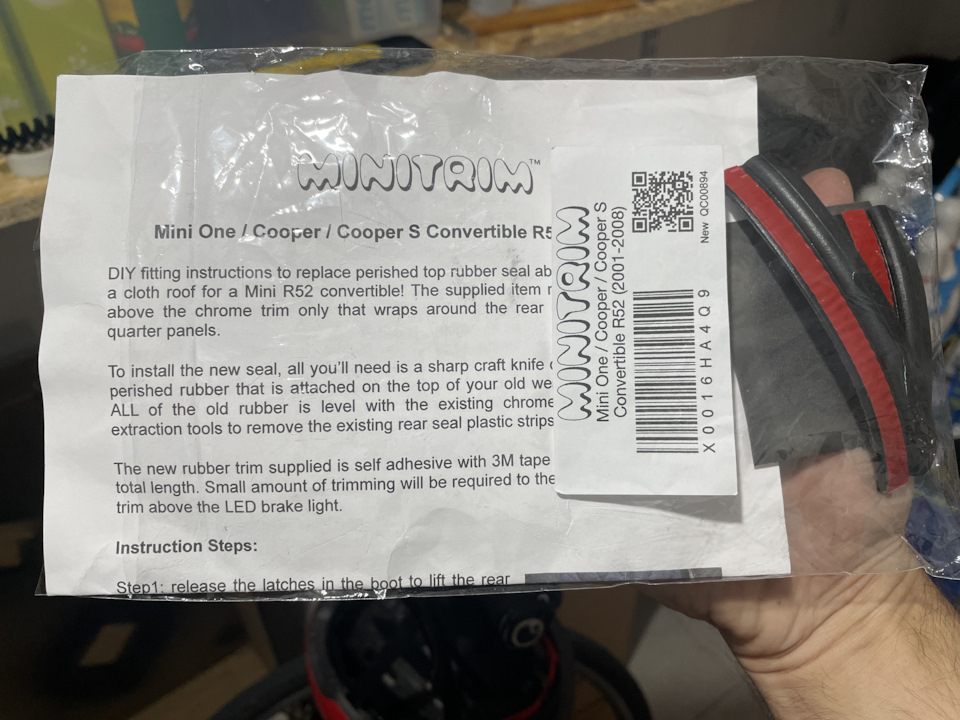 MINITRIM™
Mini One / Cooper / Cooper S Convertible R5
DIY fitting instructions to replace perished top rubber seal ab
a cloth roof for a Mini R52 convertible! The supplied item
above the chrome trim only that wraps around the rear
quarter panels.
To install the new seal, all you'll need is a sharp craft knife
perished rubber that is attached on the top of your old we
ALL of the old rubber is level with the existing chrome
extraction tools to remove the existing rear seal plastic strips
The new rubber trim supplied is self adhesive with 3M tape
total length. Small amount of trimming will be required to the
trim above the LED brake light.
Instruction Steps:
Step1: release the latches in the boot to lift the rear
MINITRIM
Mini One / Cooper / Cooper S
Convertible R52 (2001-2008)
X0016HA4Q9
New QC00894